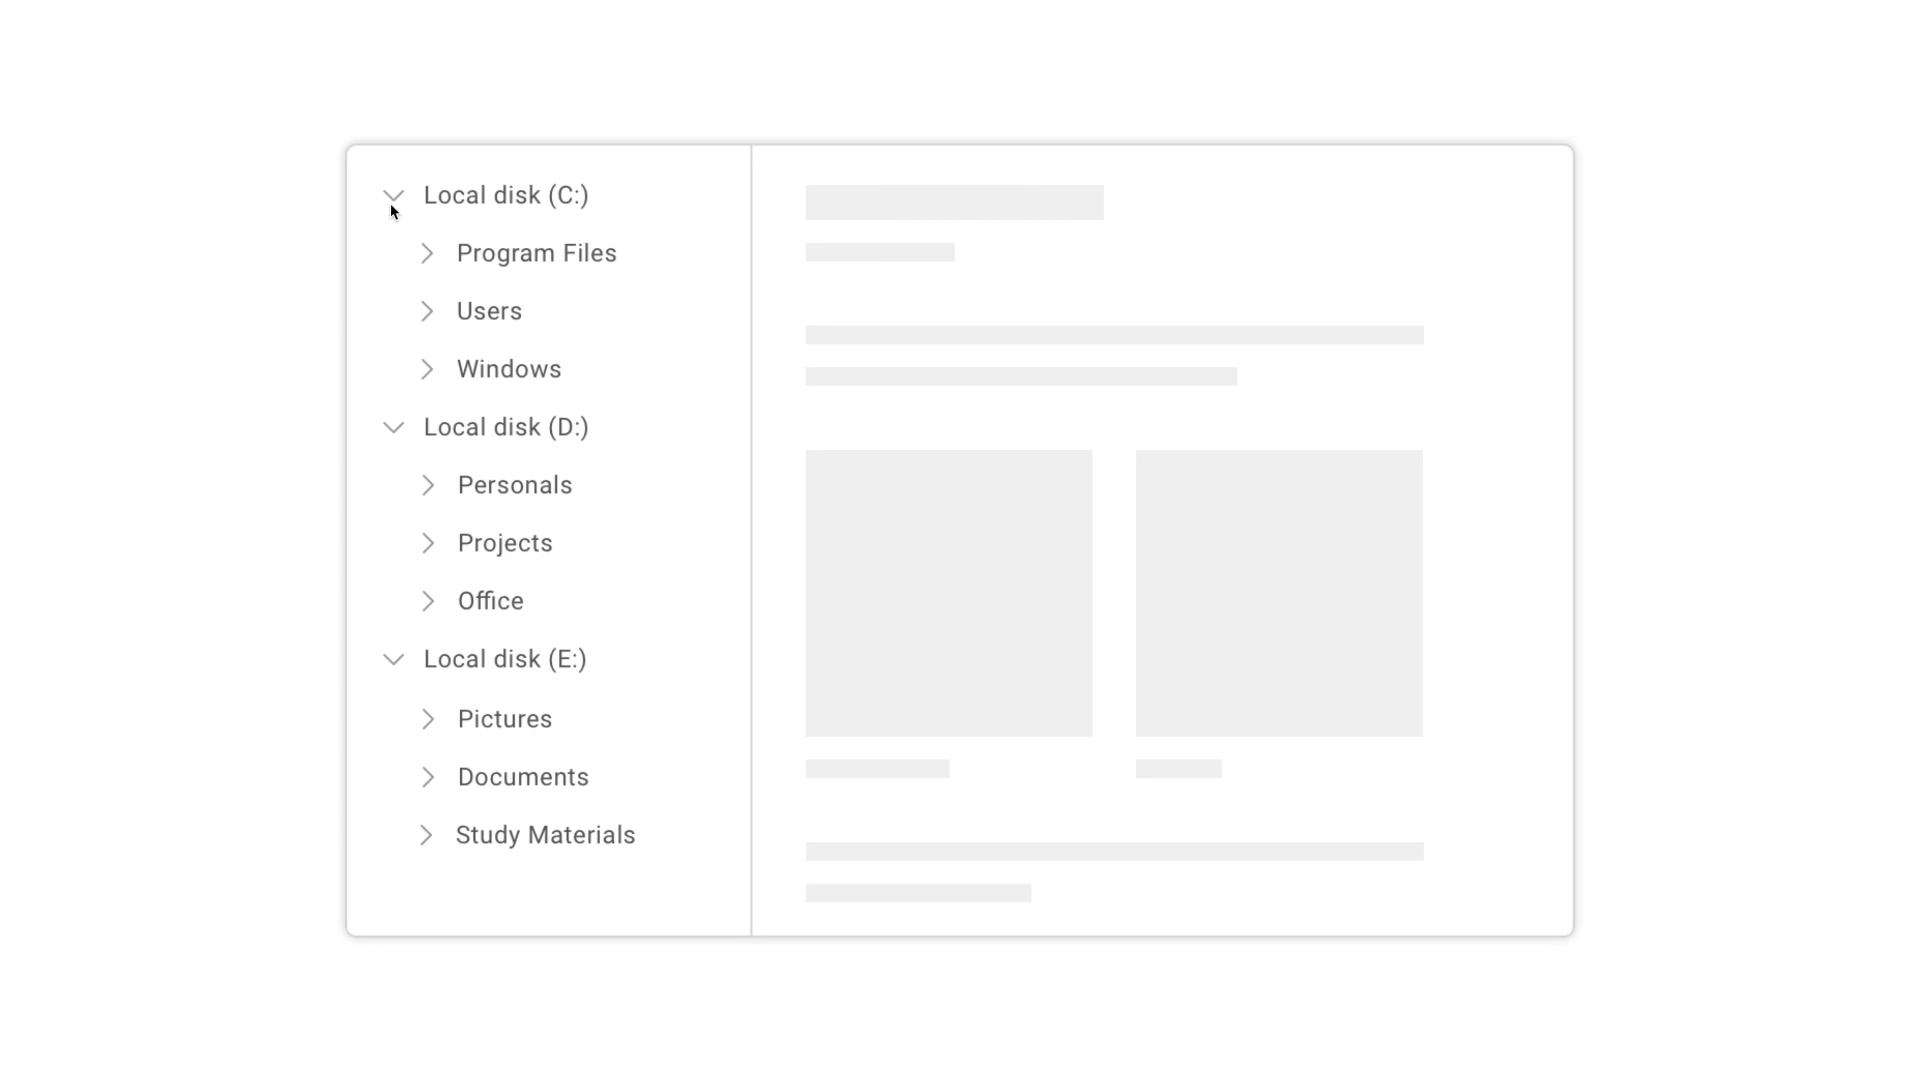 Local disk (C:)
Program Files
Users
Windows
Local disk (D:)
Personals
Projects
Office
Local disk (E:)
Pictures
Documents
Study Materials